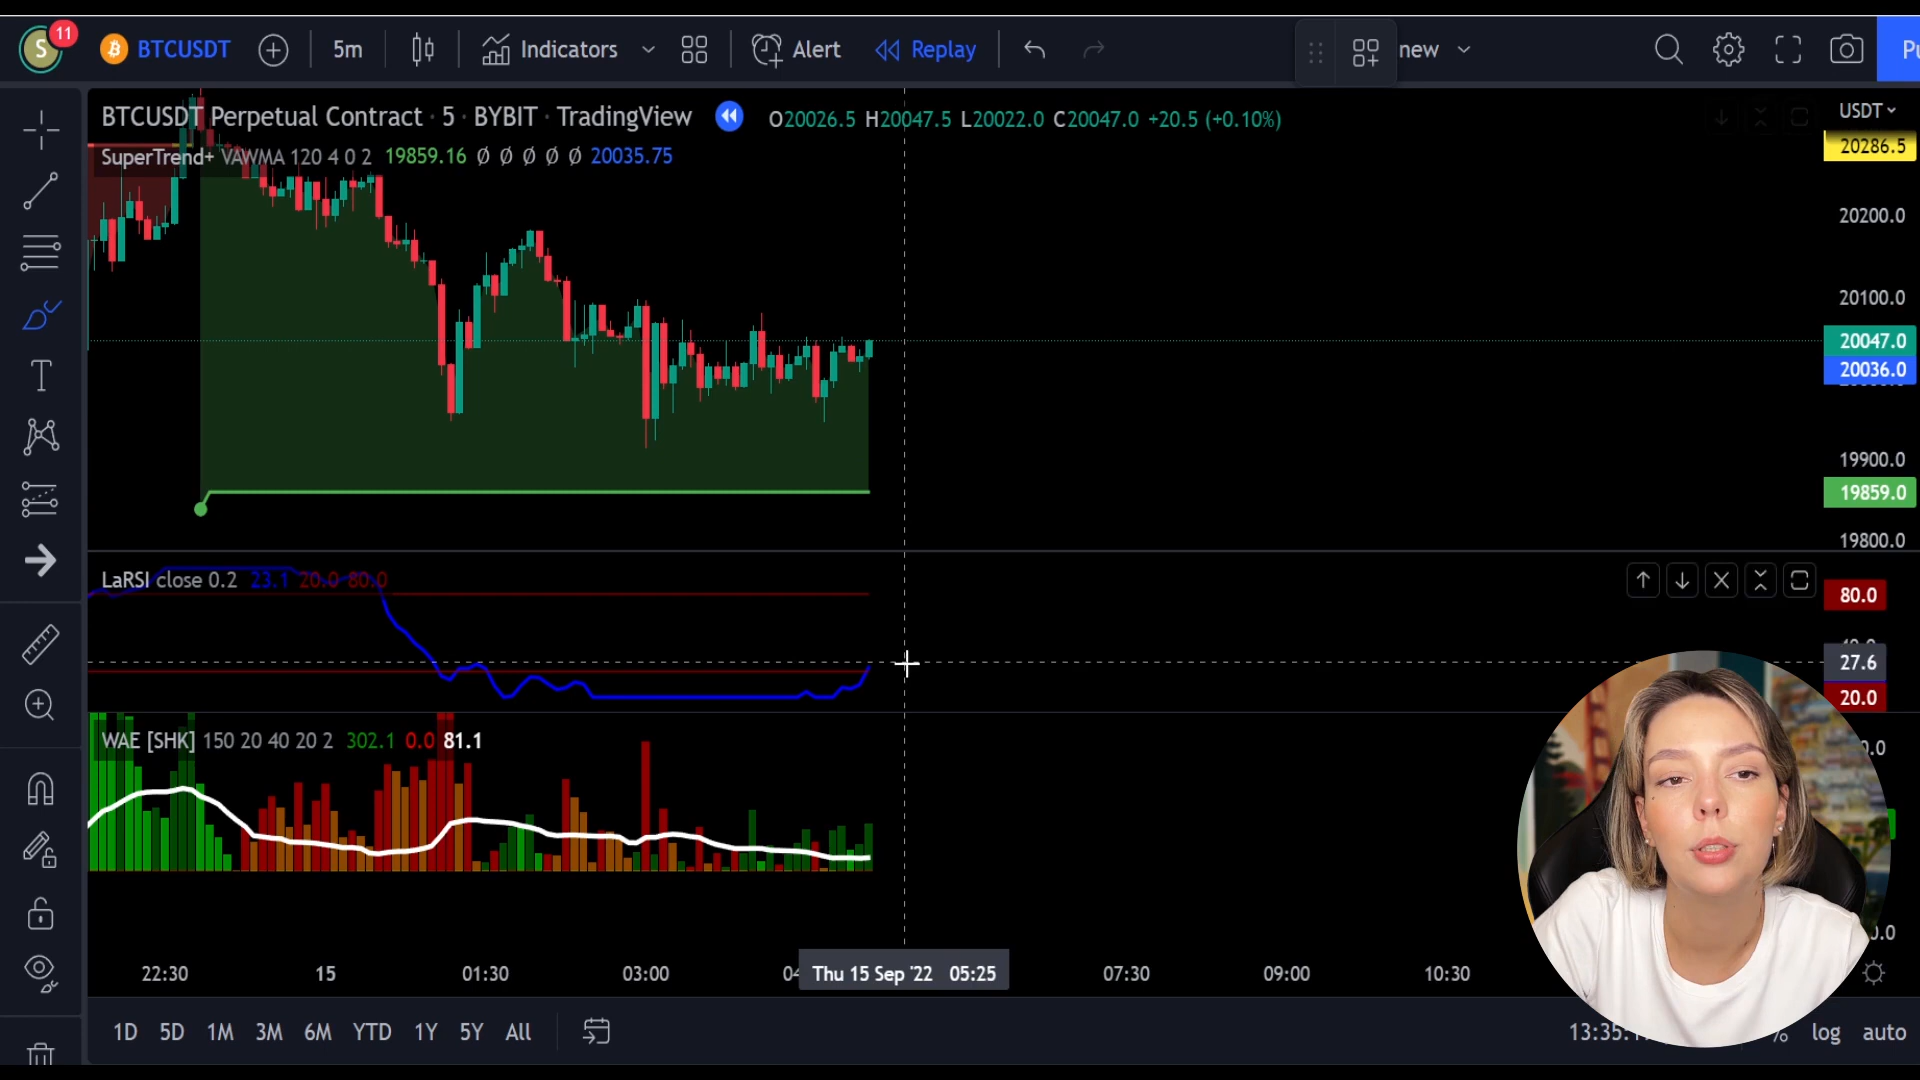 S 11 BTCUSDT 5m Indicators Alert Replay new
BTCUSDT Perpetual Contract · 5 · BYBIT · TradingView O20026.5 H20047.5 L20022.0 C20047.0 +20.5 (+0.10%) USDT
SuperTrend+ VAWMA 120 4 0 2 19859.16 Ø Ø Ø Ø Ø 20035.75
20286.5
20200.0
20100.0
20047.0
20036.0
19900.0
19859.0
19800.0
LaRSI close 0.2 23.1 20.0 80.0
80.0
27.6
20.0
WAE [SHK] 150 20 40 20 2 302.1 0.0 81.1
22:30 15 01:30 03:00 Thu 15 Sep '22 05:25 07:30 09:00 10:30
1D 5D 1M 3M 6M YTD 1Y 5Y All % log auto